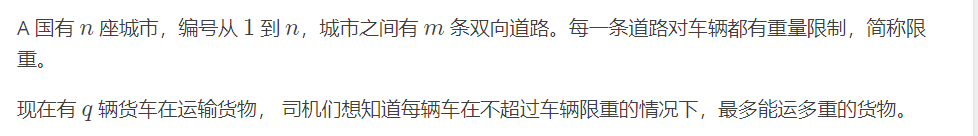 A 国有 n 座城市，编号从 1 到 n，城市之间有 m 条双向道路。每一条道路对车辆都有重量限制，简称限
重。
现在有 q 辆货车在运输货物， 司机们想知道每辆车在不超过车辆限重的情况下，最多能运多重的货物。